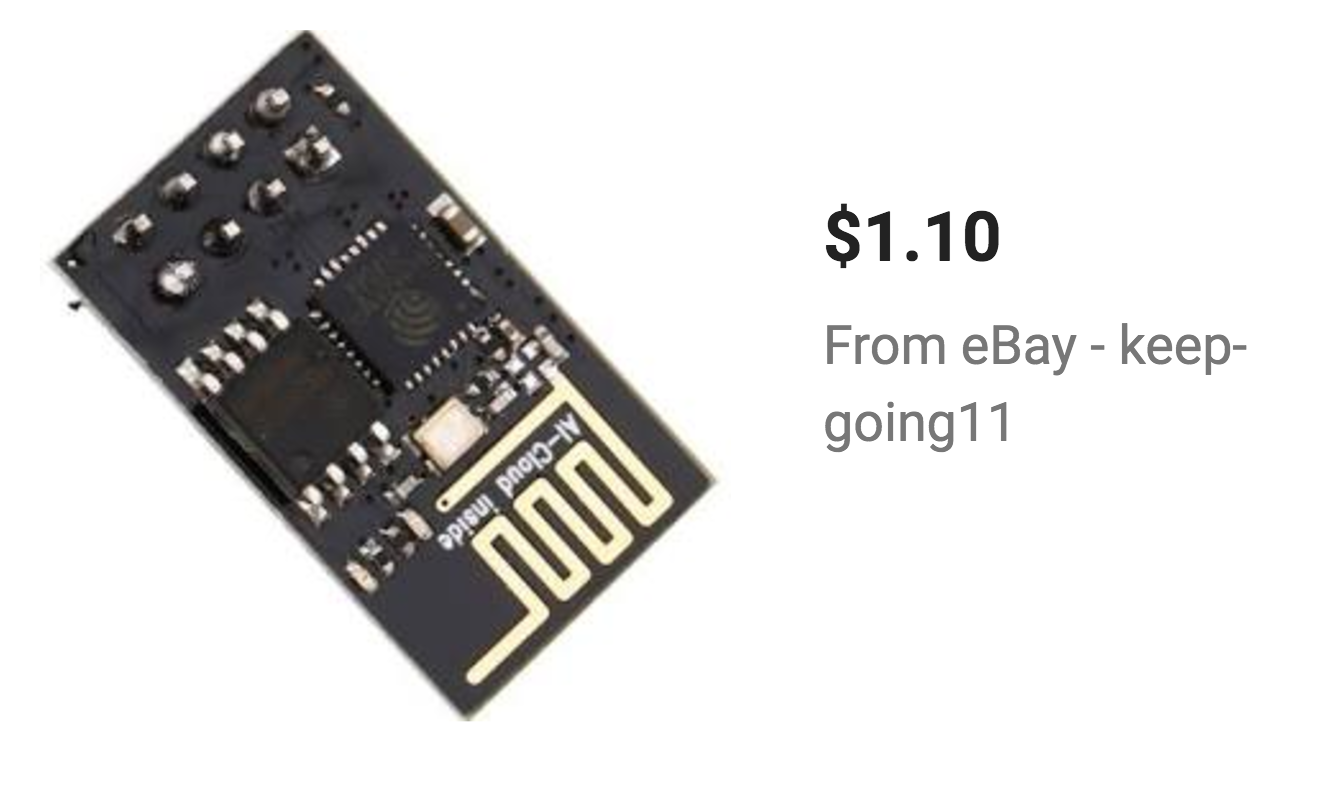 AI-Cloud inside
$1.10
From eBay - keep-
going11